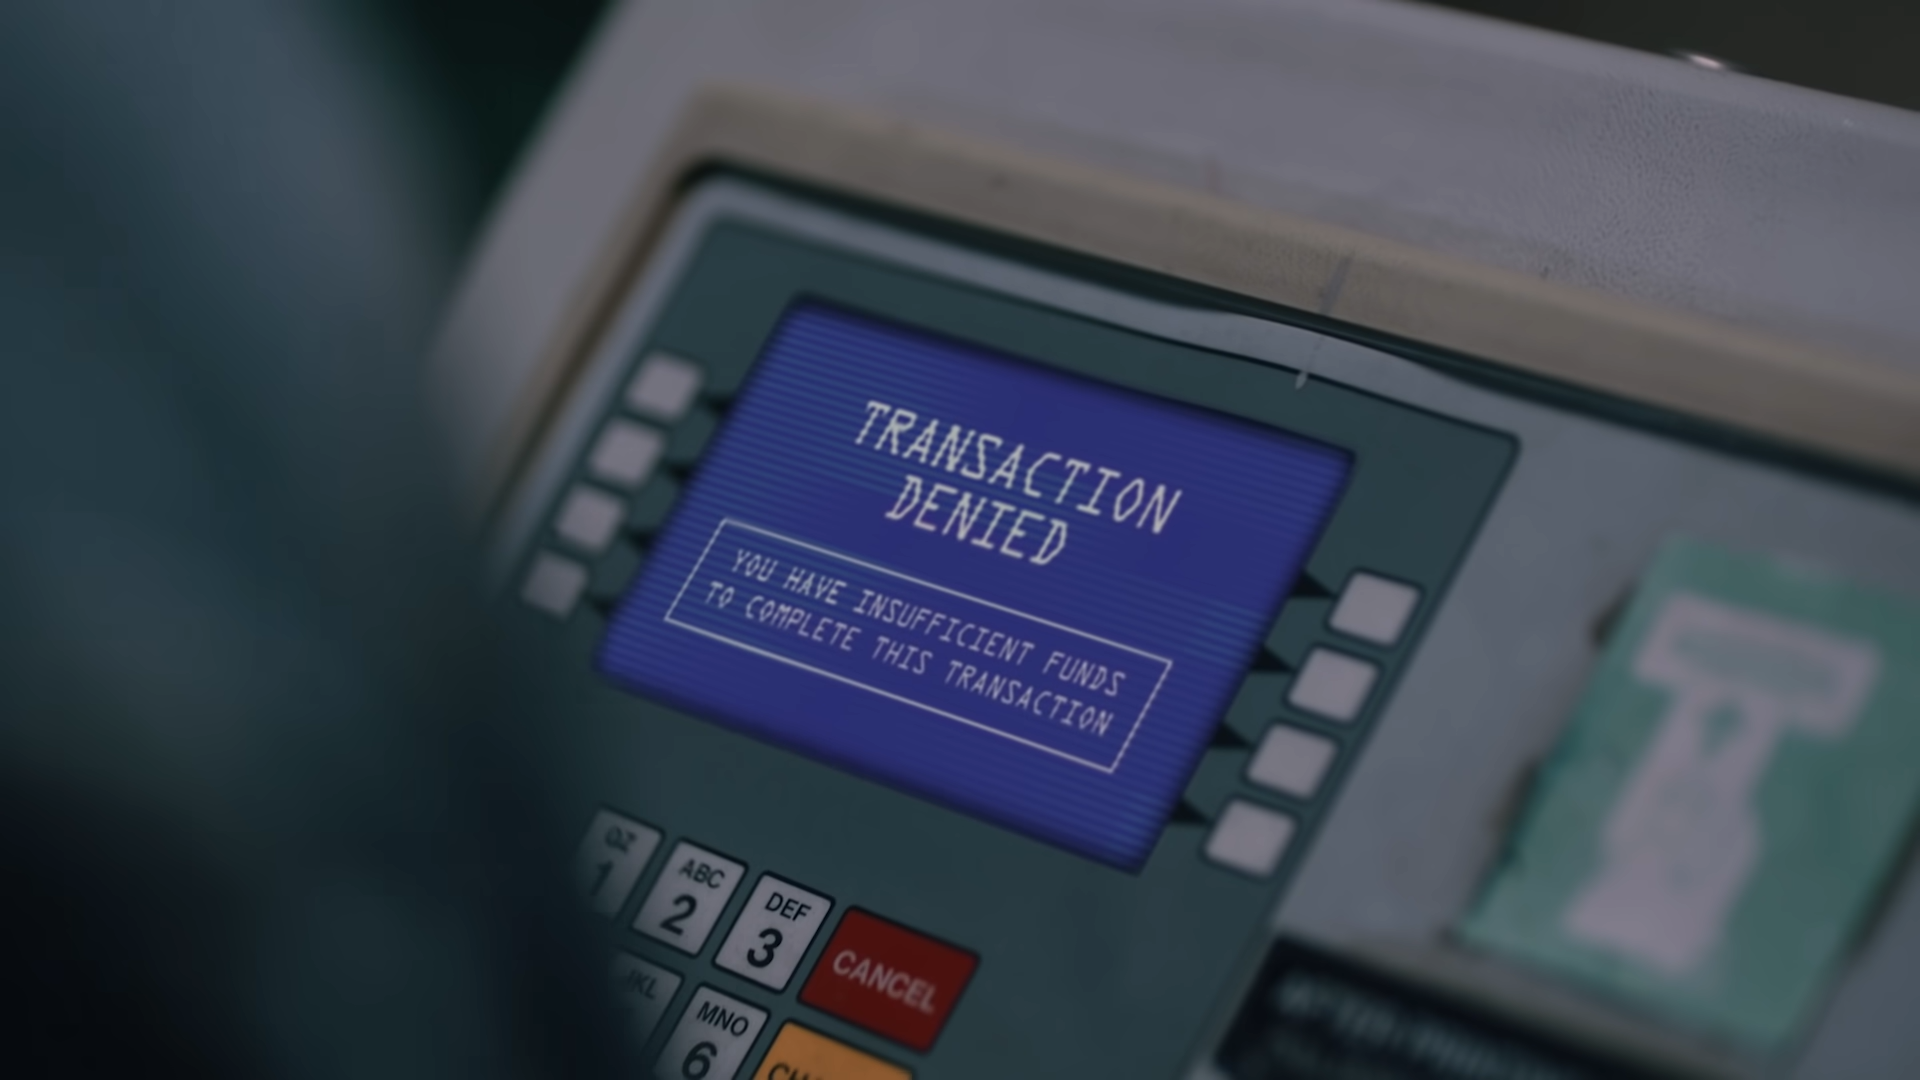 TRANSACTION
DENIED
YOU HAVE INSUFFICIENT FUNDS
TO COMPLETE THIS TRANSACTION
QZ
1
ABC
2
DEF
3
CANCEL
JKL
MNO
6